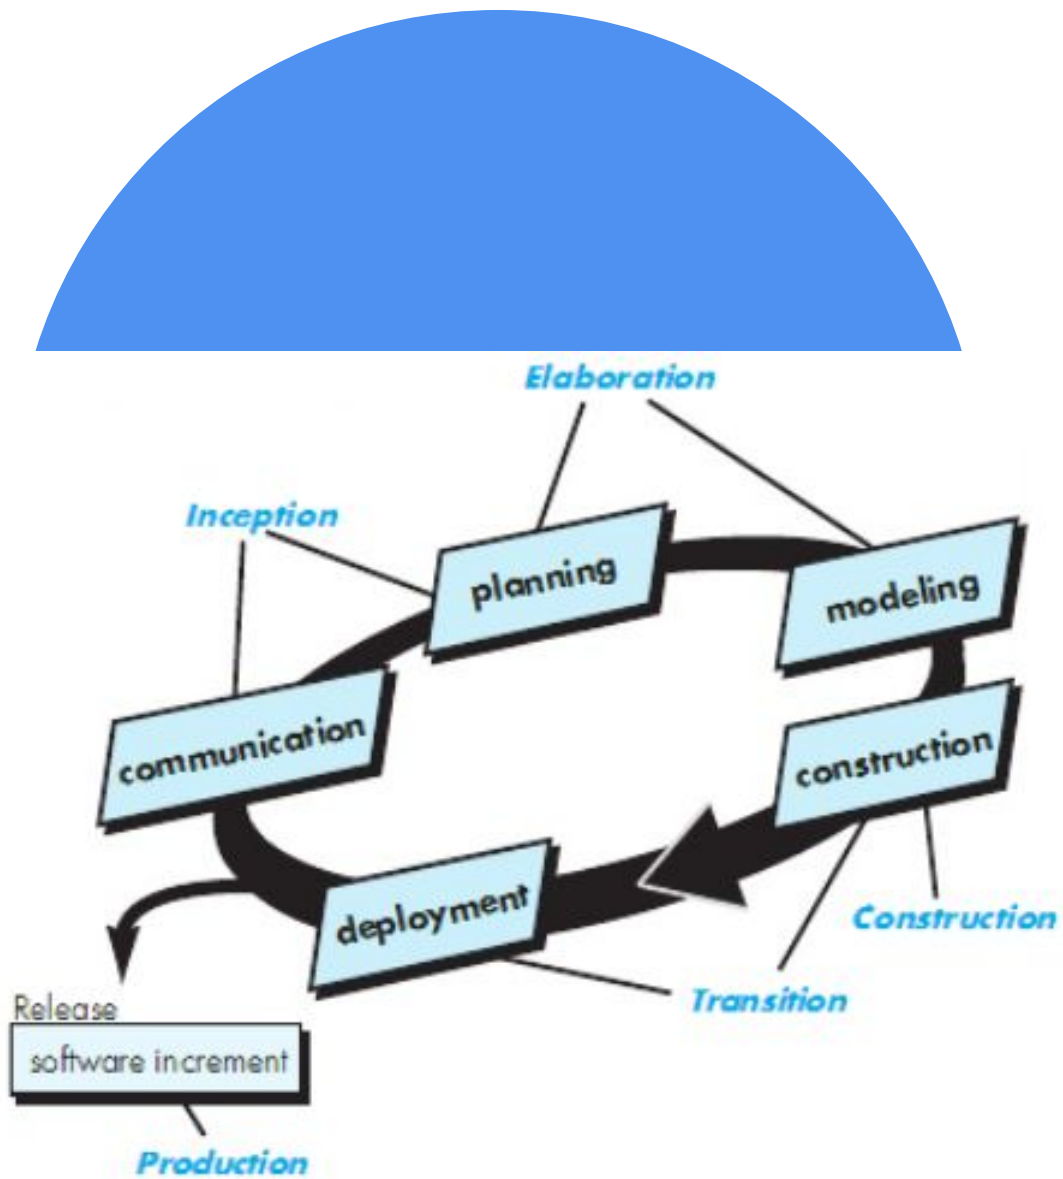 Elaboration
Inception
planning
modeling
communication
construction
deployment
Construction
Transition
Release
software increment
Production